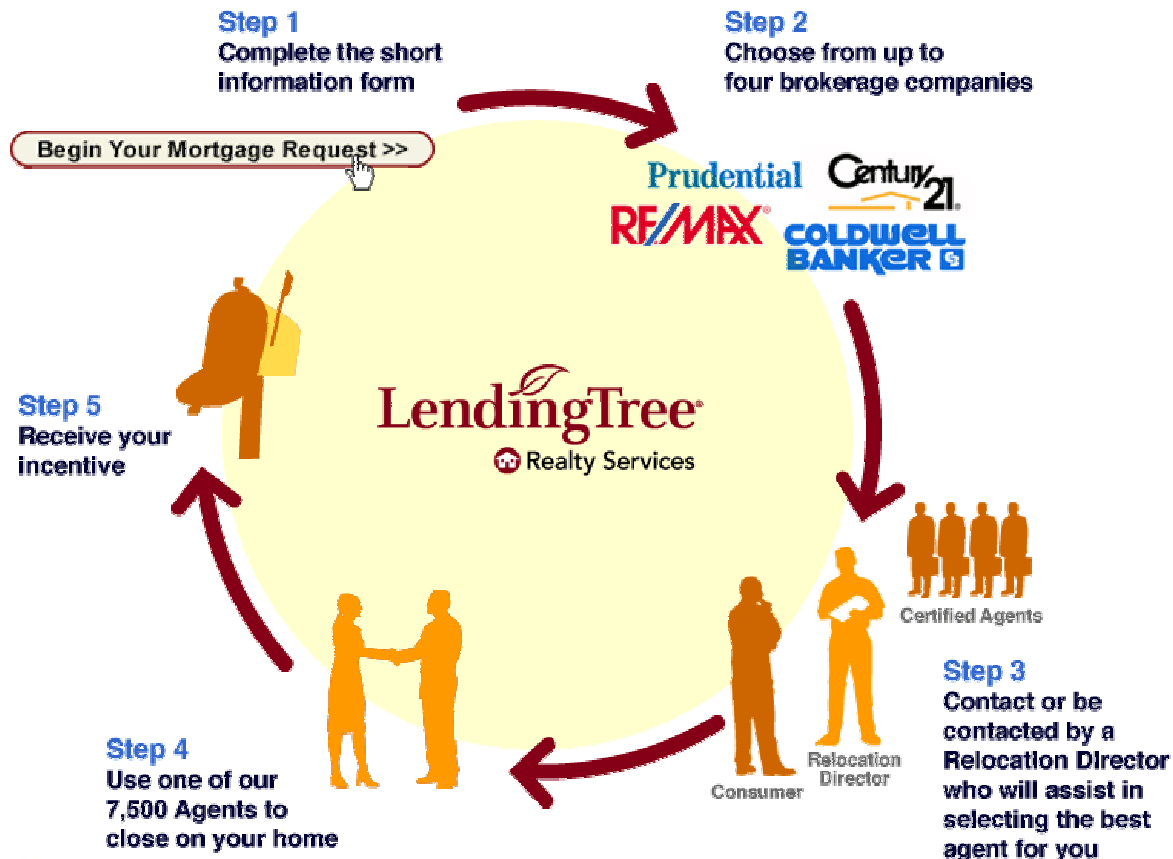 Step 1
Complete the short
information form
Begin Your Mortgage Request >>
Step 2
Choose from up to
four brokerage companies
Prudential
Century 21®
RE/MAX®
COLDWELL
BANKER
LendingTree®
Realty Services
Certified Agents
Relocation
Director
Consumer
Step 3
Contact or be
contacted by a
Relocation Director
who will assist in
selecting the best
agent for you
Step 4
Use one of our
7,500 Agents to
close on your home
Step 5
Receive your
incentive